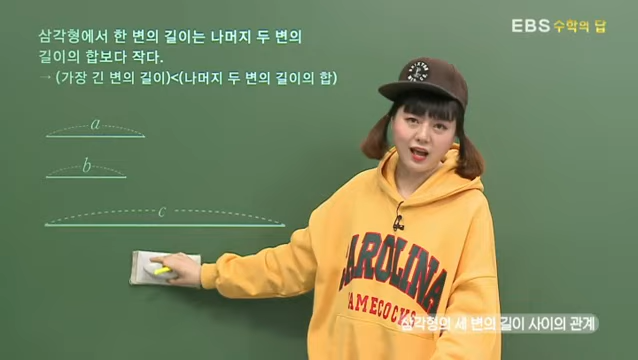 삼각형에서 한 변의 길이는 나머지 두 변의
길이의 합보다 작다.
→ (가장 긴 변의 길이)<(나머지 두 변의 길이의 합)
EBS 수학의 답
a
b
c
CAROLINA
GAMECOCKS
삼각형의 세 변의 길이 사이의 관계